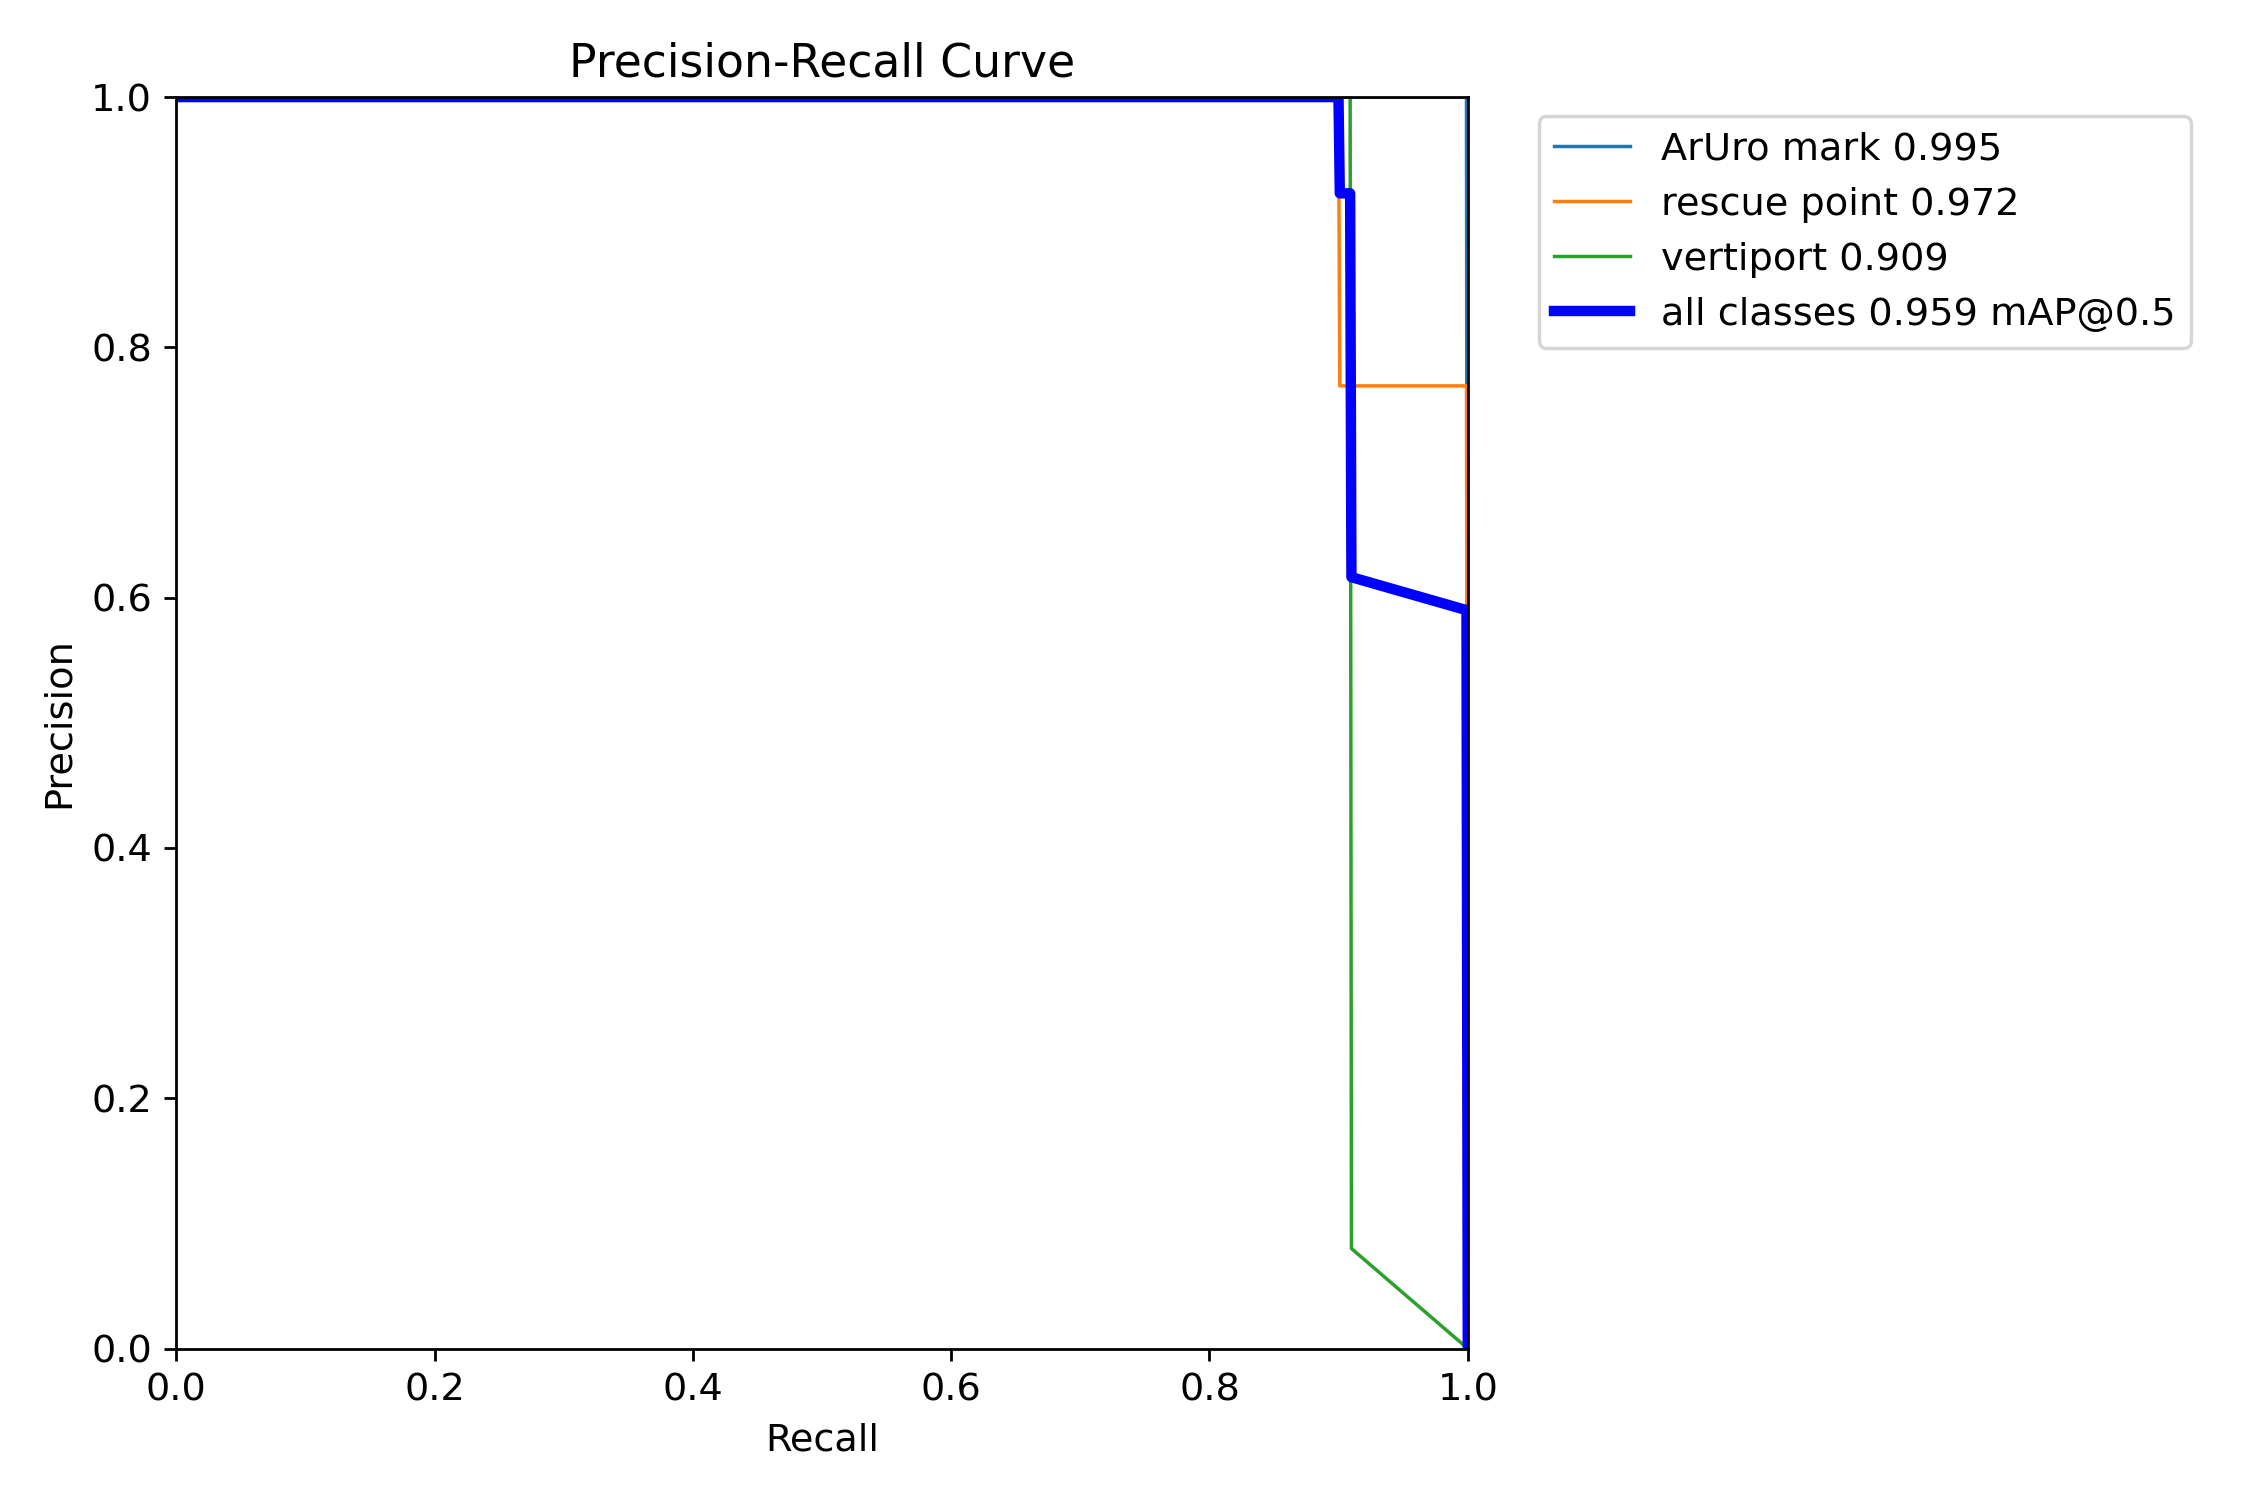 Precision-Recall Curve
1.0
0.8
0.6
0.4
0.2
0.0
Precision
0.0 0.2 0.4 0.6 0.8 1.0
Recall
ArUro mark 0.995
rescue point 0.972
vertiport 0.909
all classes 0.959 mAP@0.5